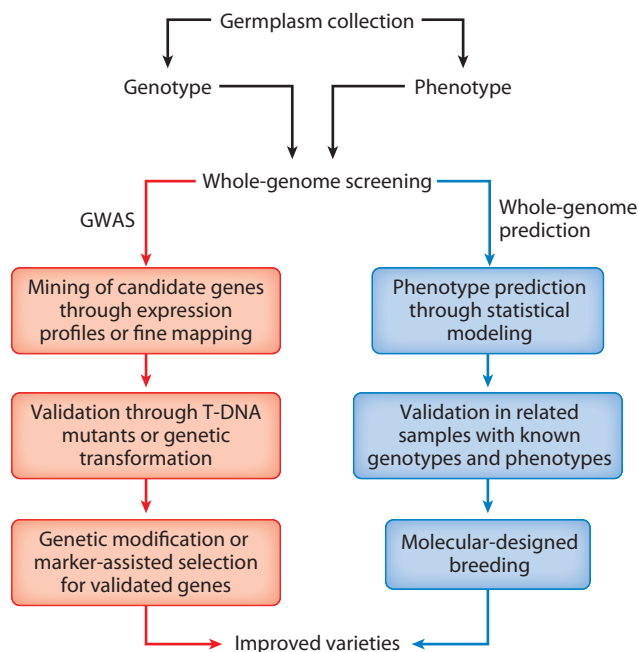 Germplasm collection
Genotype
Phenotype
Whole-genome screening
GWAS
Whole-genome
prediction
Mining of candidate genes
through expression
profiles or fine mapping
Phenotype prediction
through statistical
modeling
Validation through T-DNA
mutants or genetic
transformation
Validation in related
samples with known
genotypes and phenotypes
Genetic modification or
marker-assisted selection
for validated genes
Molecular-designed
breeding
Improved varieties